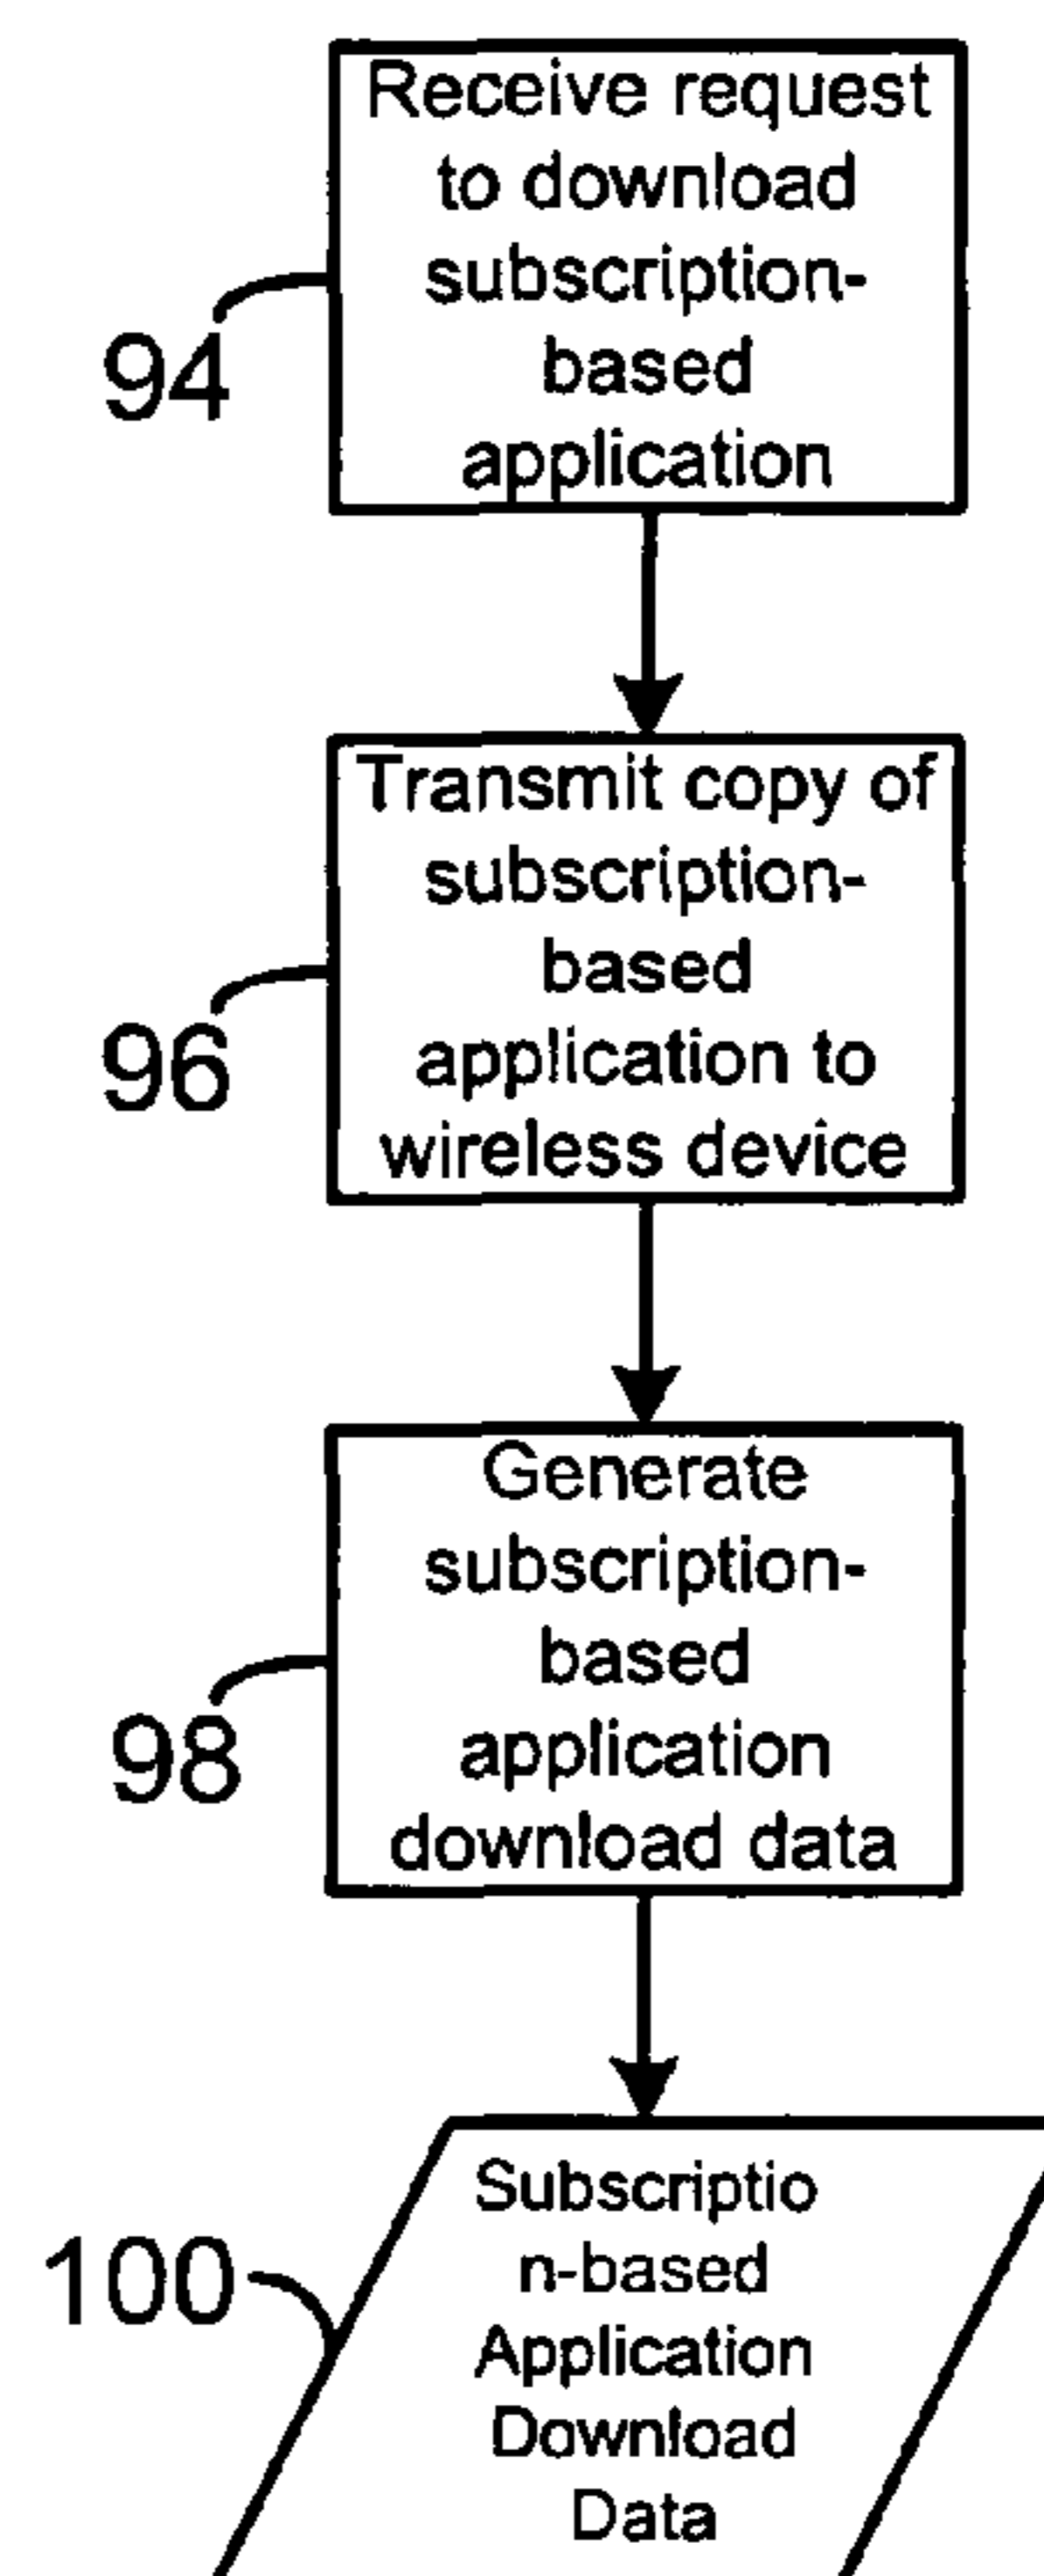 Receive request
to download
subscription-
based
application
94
Transmit copy of
subscription-
based
application to
wireless device
96
Generate
subscription-
based
application
download data
98
Subscriptio
n-based
Application
Download
Data
100